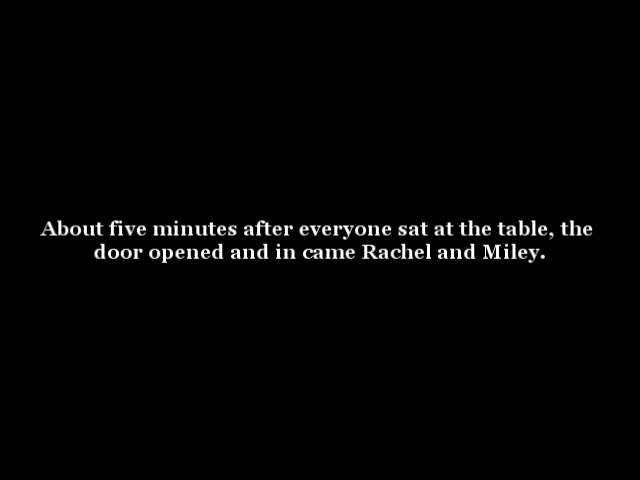 About five minutes after everyone sat at the table, the
door opened and in came Rachel and Miley.